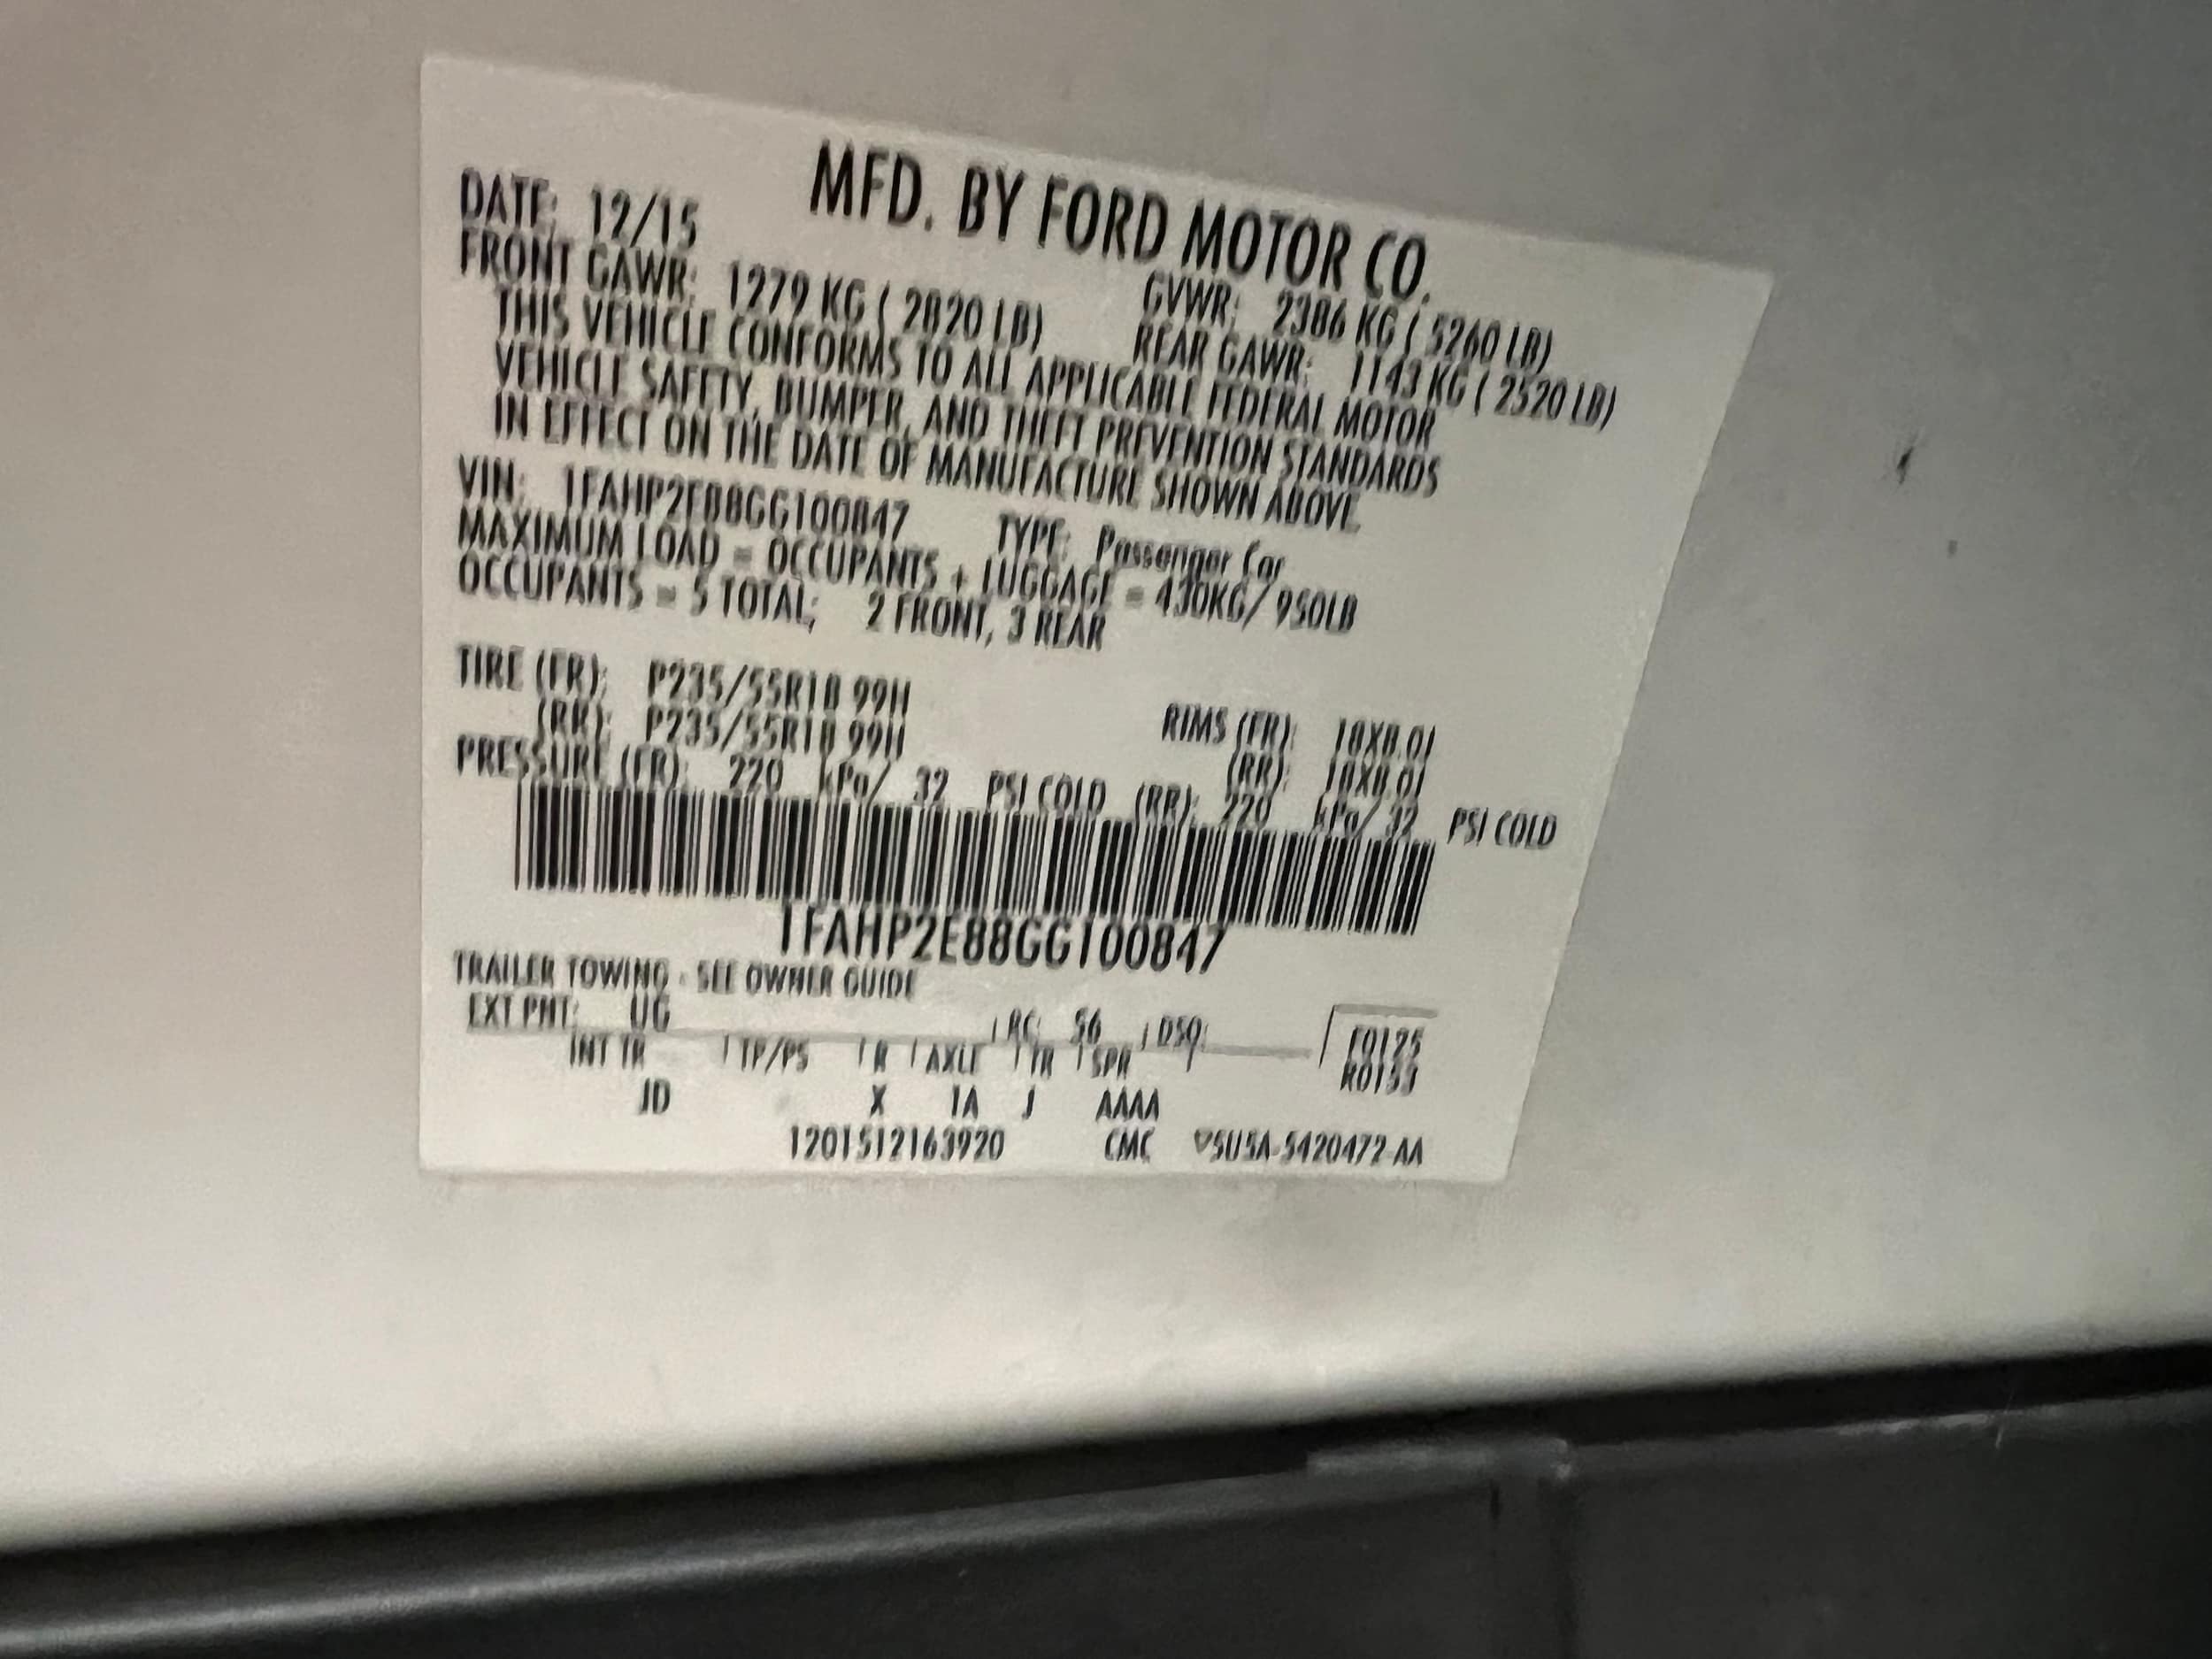 MFD. BY FORD MOTOR CO.
DATE: 12/15
GVWR: 2386 KG ( 5260 LB)
FRONT GAWR: 1279 KG ( 2820 LB)
REAR GAWR: 1143 KG ( 2520 LB)
THIS VEHICLE CONFORMS TO ALL APPLICABLE FEDERAL MOTOR
VEHICLE SAFETY, BUMPER, AND THEFT PREVENTION STANDARDS
IN EFFECT ON THE DATE OF MANUFACTURE SHOWN ABOVE.
VIN: 1FAHP2E88GG100847 TYPE: Passenger Car
MAXIMUM LOAD = OCCUPANTS + LUGGAGE = 430KG/ 950LB
OCCUPANTS = 5 TOTAL; 2 FRONT, 3 REAR
TIRE (FR): P235/55R18 99H RIMS (FR): 18X8.0J
(RR): P235/55R18 99H (RR): 18X8.0J
PRESSURE (FR): 220 kPa/ 32 PSI COLD (RR): 220 kPa/ 32 PSI COLD
1FAHP2E88GG100847
TRAILER TOWING - SEE OWNER GUIDE
EXT PNT: UG RC: 56 DSO: F0125
INT TR TP/PS R AXLE TR SPR R0153
JD X 1A J AAAA
1201512163920 CMC ▽5U5A-5420472-AA